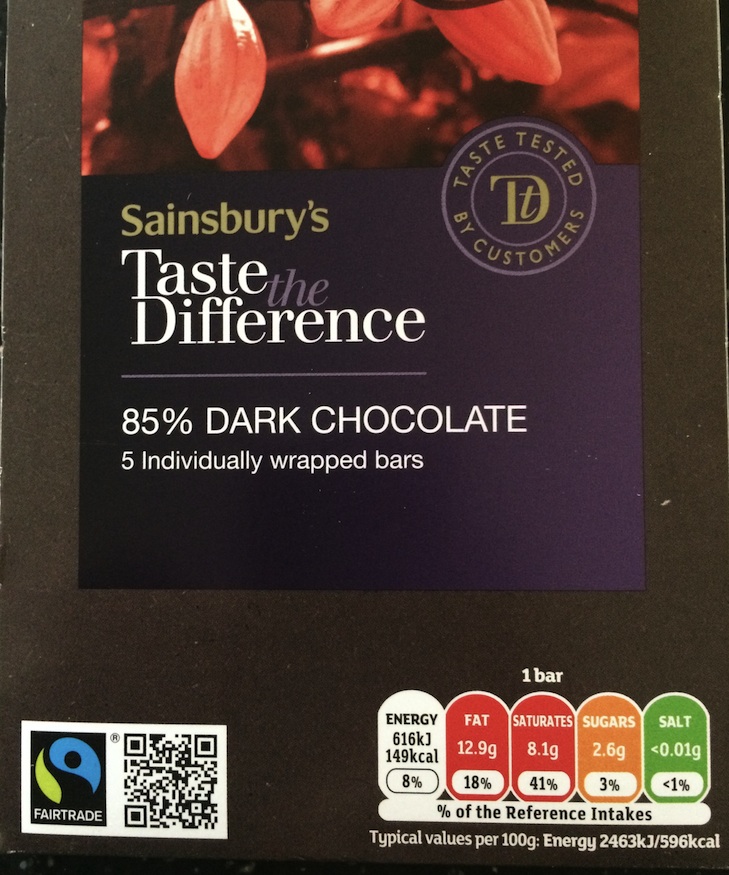 TASTE TESTED
Tt
BY CUSTOMERS
Sainsbury's
Taste the
Difference
85% DARK CHOCOLATE
5 Individually wrapped bars
1 bar
ENERGY FAT SATURATES SUGARS SALT
616kJ
149kcal 12.9g 8.1g 2.6g <0.01g
8% 18% 41% 3% <1%
% of the Reference Intakes
Typical values per 100g: Energy 2463kJ/596kcal
®
FAIRTRADE